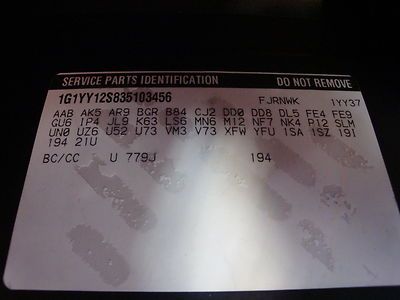 SERVICE PARTS IDENTIFICATION DO NOT REMOVE
1G1YY12S835103456 FJRNWK 1YY37
AAB AK5 AR9 BGR B84 CJ2 DD0 DD8 DL5 FE4 FE9
GU6 IP4 JL9 K63 LS6 MN6 M12 NF7 NK4 P12 SLM
UN0 UZ6 U52 U73 VM3 V73 XFW YFU 1SA 1SZ 19I
194 21U
BC/CC U 779J 194